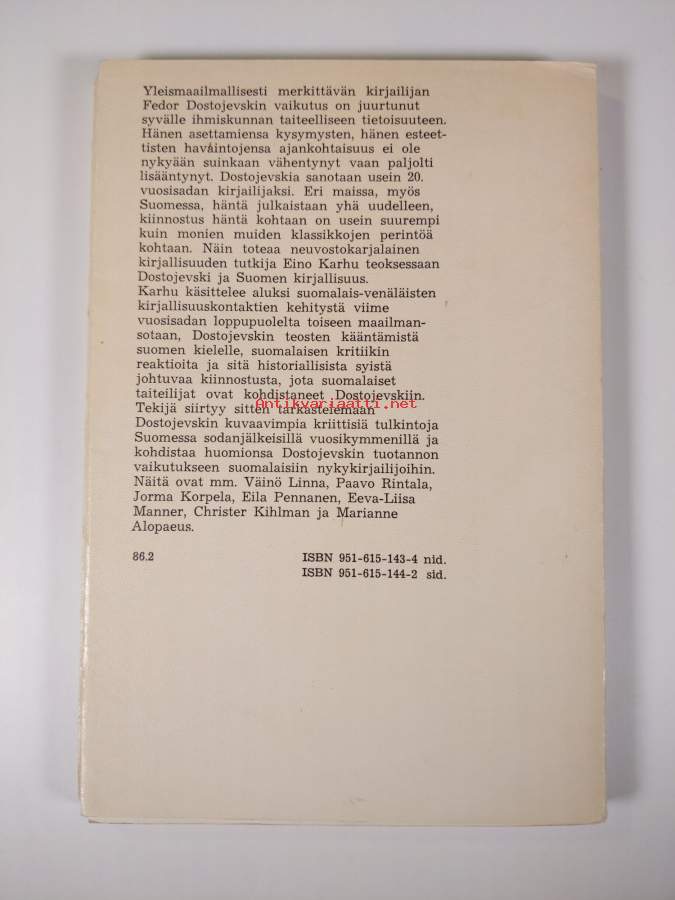 Yleismaailmallisesti merkittävän kirjailijan
Fedor Dostojevskin vaikutus on juurtunut
syvälle ihmiskunnan taiteelliseen tietoisuuteen.
Hänen asettamiensa kysymysten, hänen esteet-
tisten havaintojensa ajankohtaisuus ei ole
nykyään suinkaan vähentynyt vaan paljolti
lisääntynyt. Dostojevskia sanotaan usein 20.
vuosisadan kirjailijaksi. Eri maissa, myös
Suomessa, häntä julkaistaan yhä uudelleen,
kiinnostus häntä kohtaan on usein suurempi
kuin monien muiden klassikkojen perintöä
kohtaan. Näin toteaa neuvostokarjalainen
kirjallisuuden tutkija Eino Karhu teoksessaan
Dostojevski ja Suomen kirjallisuus.
Karhu käsittelee aluksi suomalais-venäläisten
kirjallisuuskontaktien kehitystä viime
vuosisadan loppupuolelta toiseen maailman-
sotaan, Dostojevskin teosten kääntämistä
suomen kielelle, suomalaisen kritiikin
reaktioita ja sitä historiallisista syistä
johtuvaa kiinnostusta, jota suomalaiset
taiteilijat ovat kohdistaneet Dostojevskiin.
Antikvariaatti.net
Tekijä siirtyy sitten tarkastelemaan
Dostojevskin kuvaavimpia kriittisiä tulkintoja
Suomessa sodanjälkeisillä vuosikymmenillä ja
kohdistaa huomionsa Dostojevskin tuotannon
vaikutukseen suomalaisiin nykykirjailijoihin.
Näitä ovat mm. Väinö Linna, Paavo Rintala,
Jorma Korpela, Eila Pennanen, Eeva-Liisa
Manner, Christer Kihlman ja Marianne
Alopaeus.
86.2 ISBN 951-615-143-4 nid.
ISBN 951-615-144-2 sid.